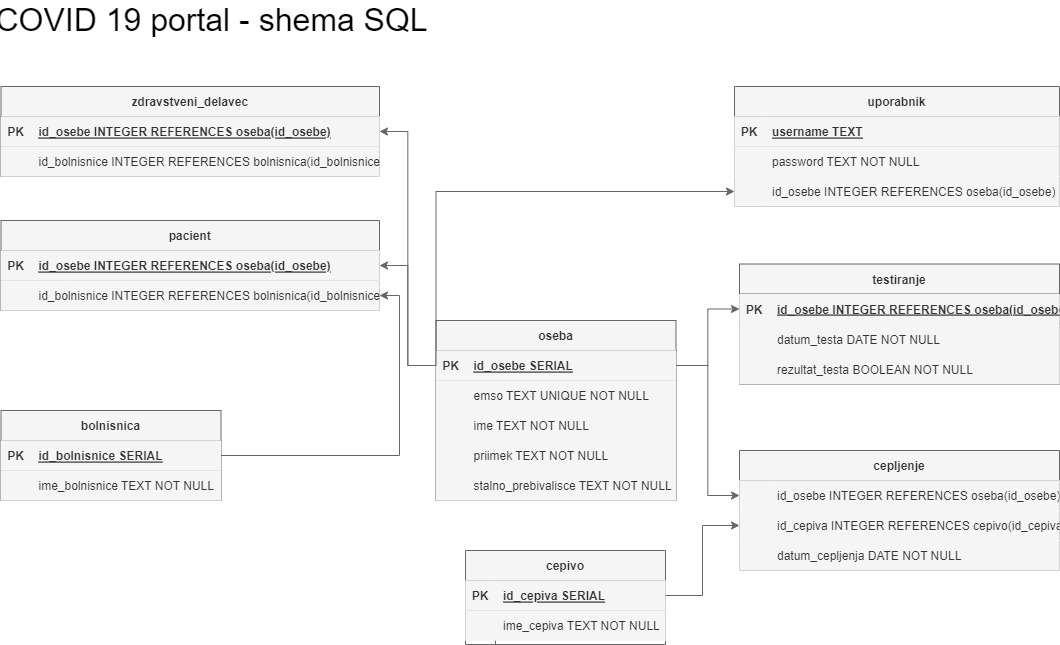 COVID 19 portal - shema SQL
zdravstveni_delavec
PK id_osebe INTEGER REFERENCES oseba(id_osebe)
id_bolnisnice INTEGER REFERENCES bolnisnica(id_bolnisnice
pacient
PK id_osebe INTEGER REFERENCES oseba(id_osebe)
id_bolnisnice INTEGER REFERENCES bolnisnica(id_bolnisnice
bolnisnica
PK id_bolnisnice SERIAL
ime_bolnisnice TEXT NOT NULL
oseba
PK id_osebe SERIAL
emso TEXT UNIQUE NOT NULL
ime TEXT NOT NULL
priimek TEXT NOT NULL
stalno_prebivalisce TEXT NOT NULL
cepivo
PK id_cepiva SERIAL
ime_cepiva TEXT NOT NULL
uporabnik
PK username TEXT
password TEXT NOT NULL
id_osebe INTEGER REFERENCES oseba(id_osebe)
testiranje
PK id_osebe INTEGER REFERENCES oseba(id_osebe
datum_testa DATE NOT NULL
rezultat_testa BOOLEAN NOT NULL
cepljenje
id_osebe INTEGER REFERENCES oseba(id_osebe)
id_cepiva INTEGER REFERENCES cepivo(id_cepiva
datum_cepljenja DATE NOT NULL